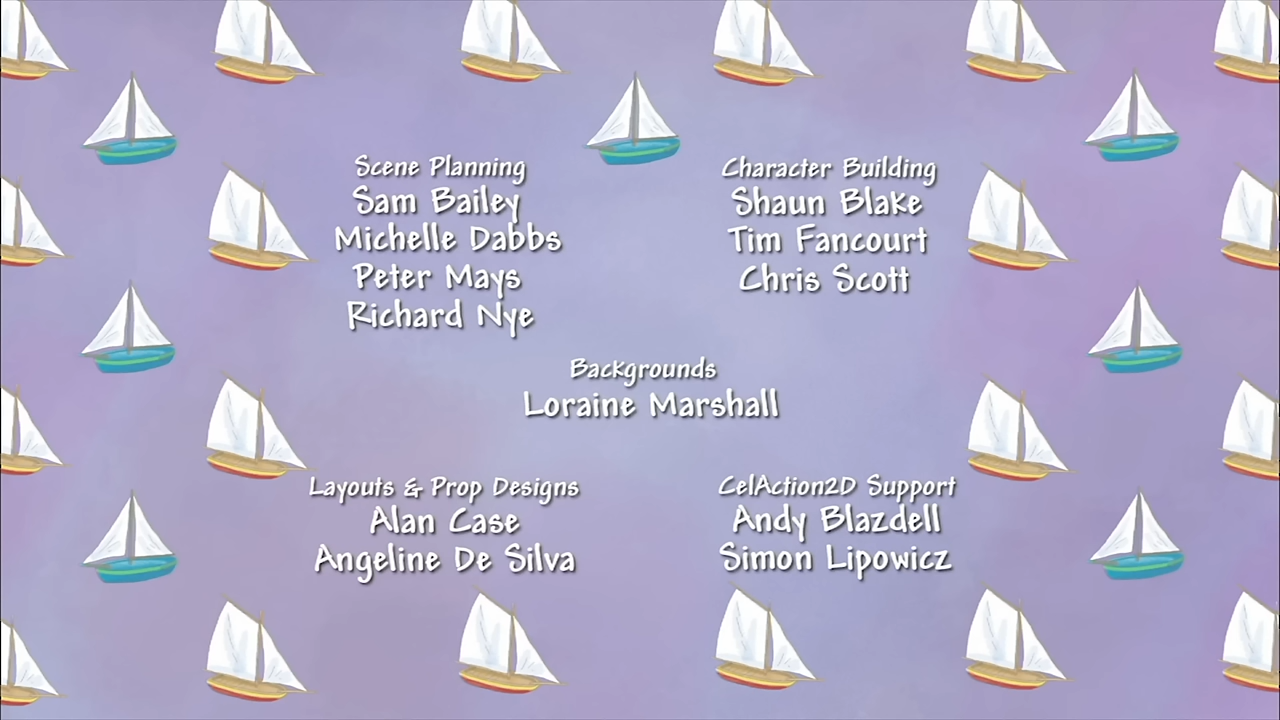 Scene Planning
Sam Bailey
Michelle Dabbs
Peter Mays
Richard Nye
Character Building
Shaun Blake
Tim Fancourt
Chris Scott
Backgrounds
Loraine Marshall
Layouts & Prop Designs
Alan Case
Angeline De Silva
CelAction2D Support
Andy Blazdell
Simon Lipowicz